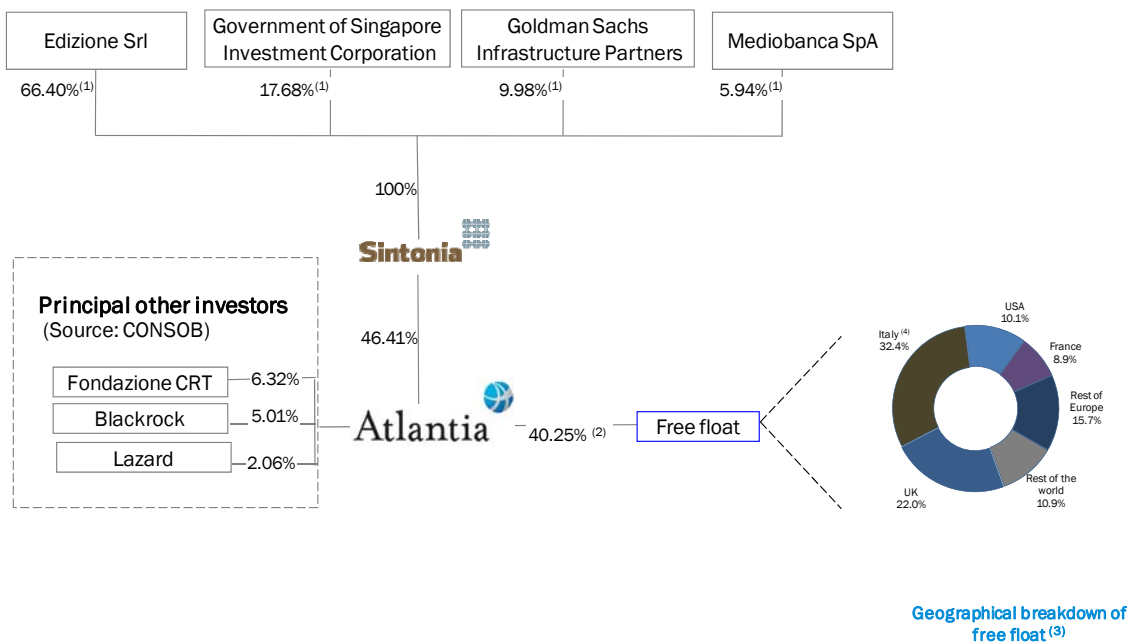 Edizione Srl
Government of Singapore
Investment Corporation
Goldman Sachs
Infrastructure Partners
Mediobanca SpA
66.40%(1)
17.68%(1)
9.98%(1)
5.94%(1)
100%
Sintonia
46.41%
Principal other investors
(Source: CONSOB)
Fondazione CRT
6.32%
Blackrock
5.01%
Lazard
2.06%
Atlantia
40.25% (2)
Free float
USA
10.1%
Italy (4)
32.4%
France
8.9%
Rest of
Europe
15.7%
Rest of the
world
10.9%
UK
22.0%
Geographical breakdown of
free float (3)